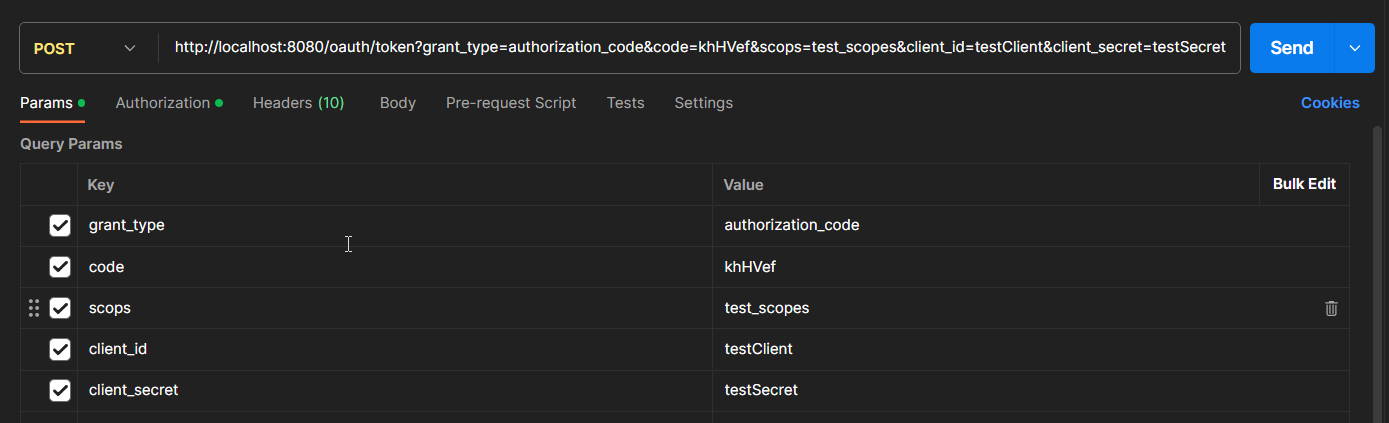 POST http://localhost:8080/oauth/token?grant_type=authorization_code&code=khHVef&scops=test_scopes&client_id=testClient&client_secret=testSecret Send
Params Authorization Headers (10) Body Pre-request Script Tests Settings Cookies
Query Params
Key Value Bulk Edit
grant_type authorization_code
code khHVef
scops test_scopes
client_id testClient
client_secret testSecret